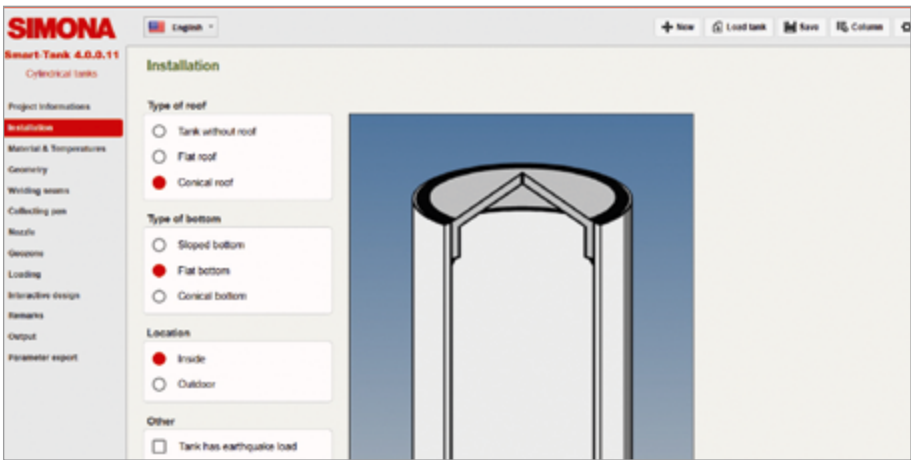 SIMONA
English
New
Load tank
Save
Column
Smart-Tank 4.0.0.11
Cylindrical tanks
Project Informations
Installation
Material & Temperatures
Geometry
Welding seams
Collecting pan
Nozzle
Geozone
Loading
Interactive design
Remarks
Output
Parameter export
Installation
Type of roof
Tank without roof
Flat roof
Conical roof
Type of bottom
Sloped bottom
Flat bottom
Conical bottom
Location
Inside
Outdoor
Other
Tank has earthquake load